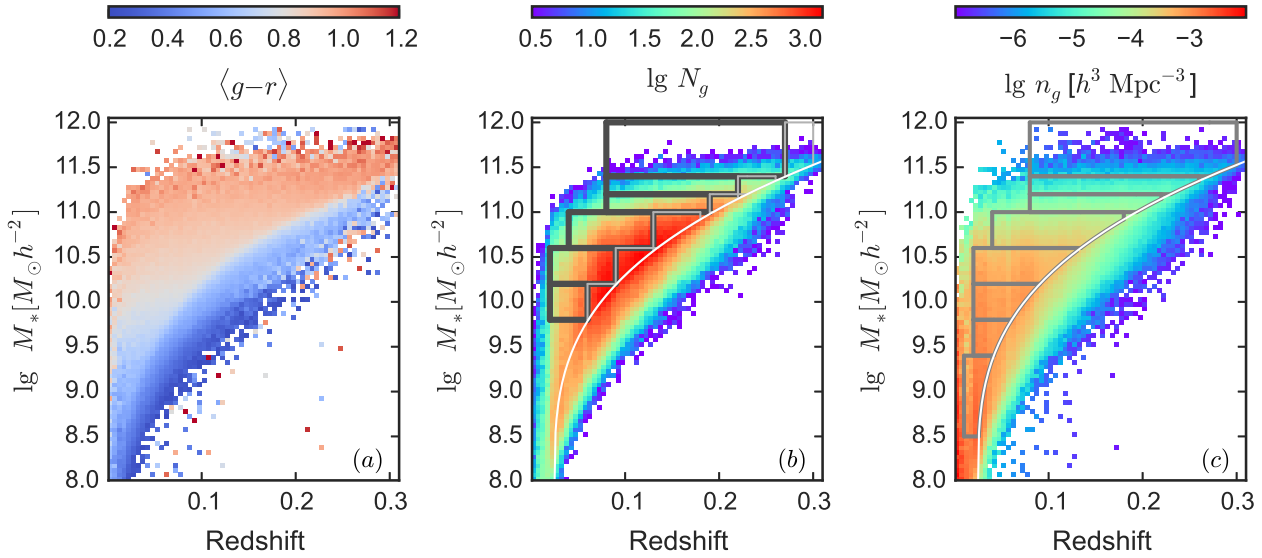 0.2 0.4 0.6 0.8 1.0 1.2
⟨g−r⟩
0.5 1.0 1.5 2.0 2.5 3.0
lg N_g
−6 −5 −4 −3
lg n_g [h³ Mpc⁻³]
12.0
11.5
11.0
10.5
10.0
9.5
9.0
8.5
8.0
lg M_*[M_⊙h⁻²]
0.1 0.2 0.3
Redshift
(a)
12.0
11.5
11.0
10.5
10.0
9.5
9.0
8.5
8.0
lg M_*[M_⊙h⁻²]
0.1 0.2 0.3
Redshift
(b)
12.0
11.5
11.0
10.5
10.0
9.5
9.0
8.5
8.0
lg M_*[M_⊙h⁻²]
0.1 0.2 0.3
Redshift
(c)